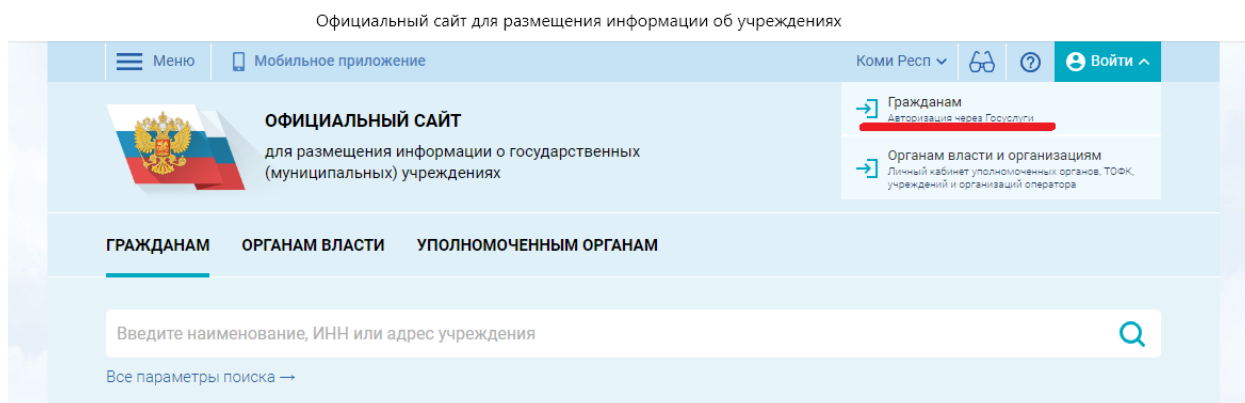 Официальный сайт для размещения информации об учреждениях
Меню
Мобильное приложение
Коми Респ
Войти
Гражданам
Авторизация через Госуслуги
ОФИЦИАЛЬНЫЙ САЙТ
для размещения информации о государственных
(муниципальных) учреждениях
Органам власти и организациям
Личный кабинет уполномоченных органов, ТОФК,
учреждений и организаций оператора
ГРАЖДАНАМ
ОРГАНАМ ВЛАСТИ
УПОЛНОМОЧЕННЫМ ОРГАНАМ
Введите наименование, ИНН или адрес учреждения
Все параметры поиска →